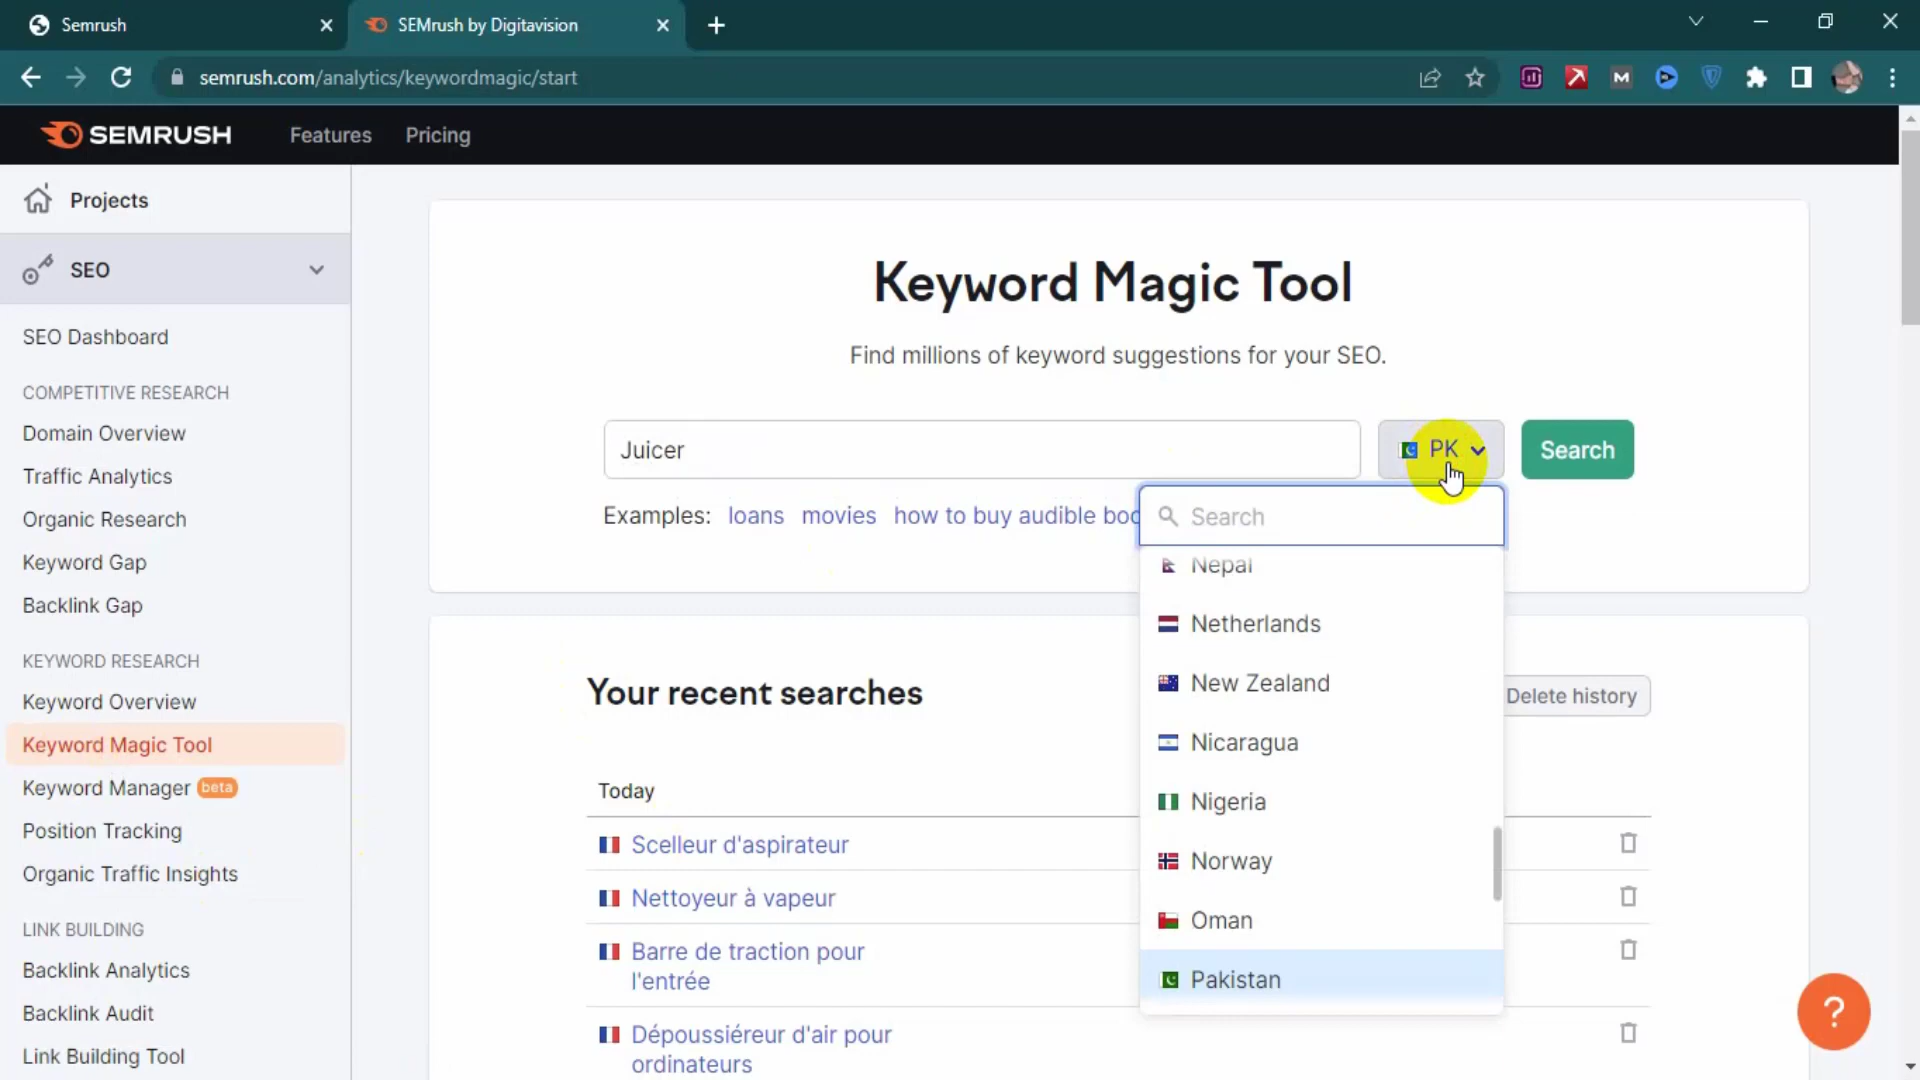 Semrush
SEMrush by Digitavision
semrush.com/analytics/keywordmagic/start
SEMRUSH
Features
Pricing
Projects
SEO
SEO Dashboard
COMPETITIVE RESEARCH
Domain Overview
Traffic Analytics
Organic Research
Keyword Gap
Backlink Gap
KEYWORD RESEARCH
Keyword Overview
Keyword Magic Tool
Keyword Manager beta
Position Tracking
Organic Traffic Insights
LINK BUILDING
Backlink Analytics
Backlink Audit
Link Building Tool
Keyword Magic Tool
Find millions of keyword suggestions for your SEO.
Juicer
PK
Search
Examples: loans movies how to buy audible boo
Search
Nepal
Netherlands
New Zealand
Nicaragua
Nigeria
Norway
Oman
Pakistan
Your recent searches
Delete history
Today
Scelleur d'aspirateur
Nettoyeur à vapeur
Barre de traction pour
l'entrée
Dépoussiéreur d'air pour
ordinateurs
?